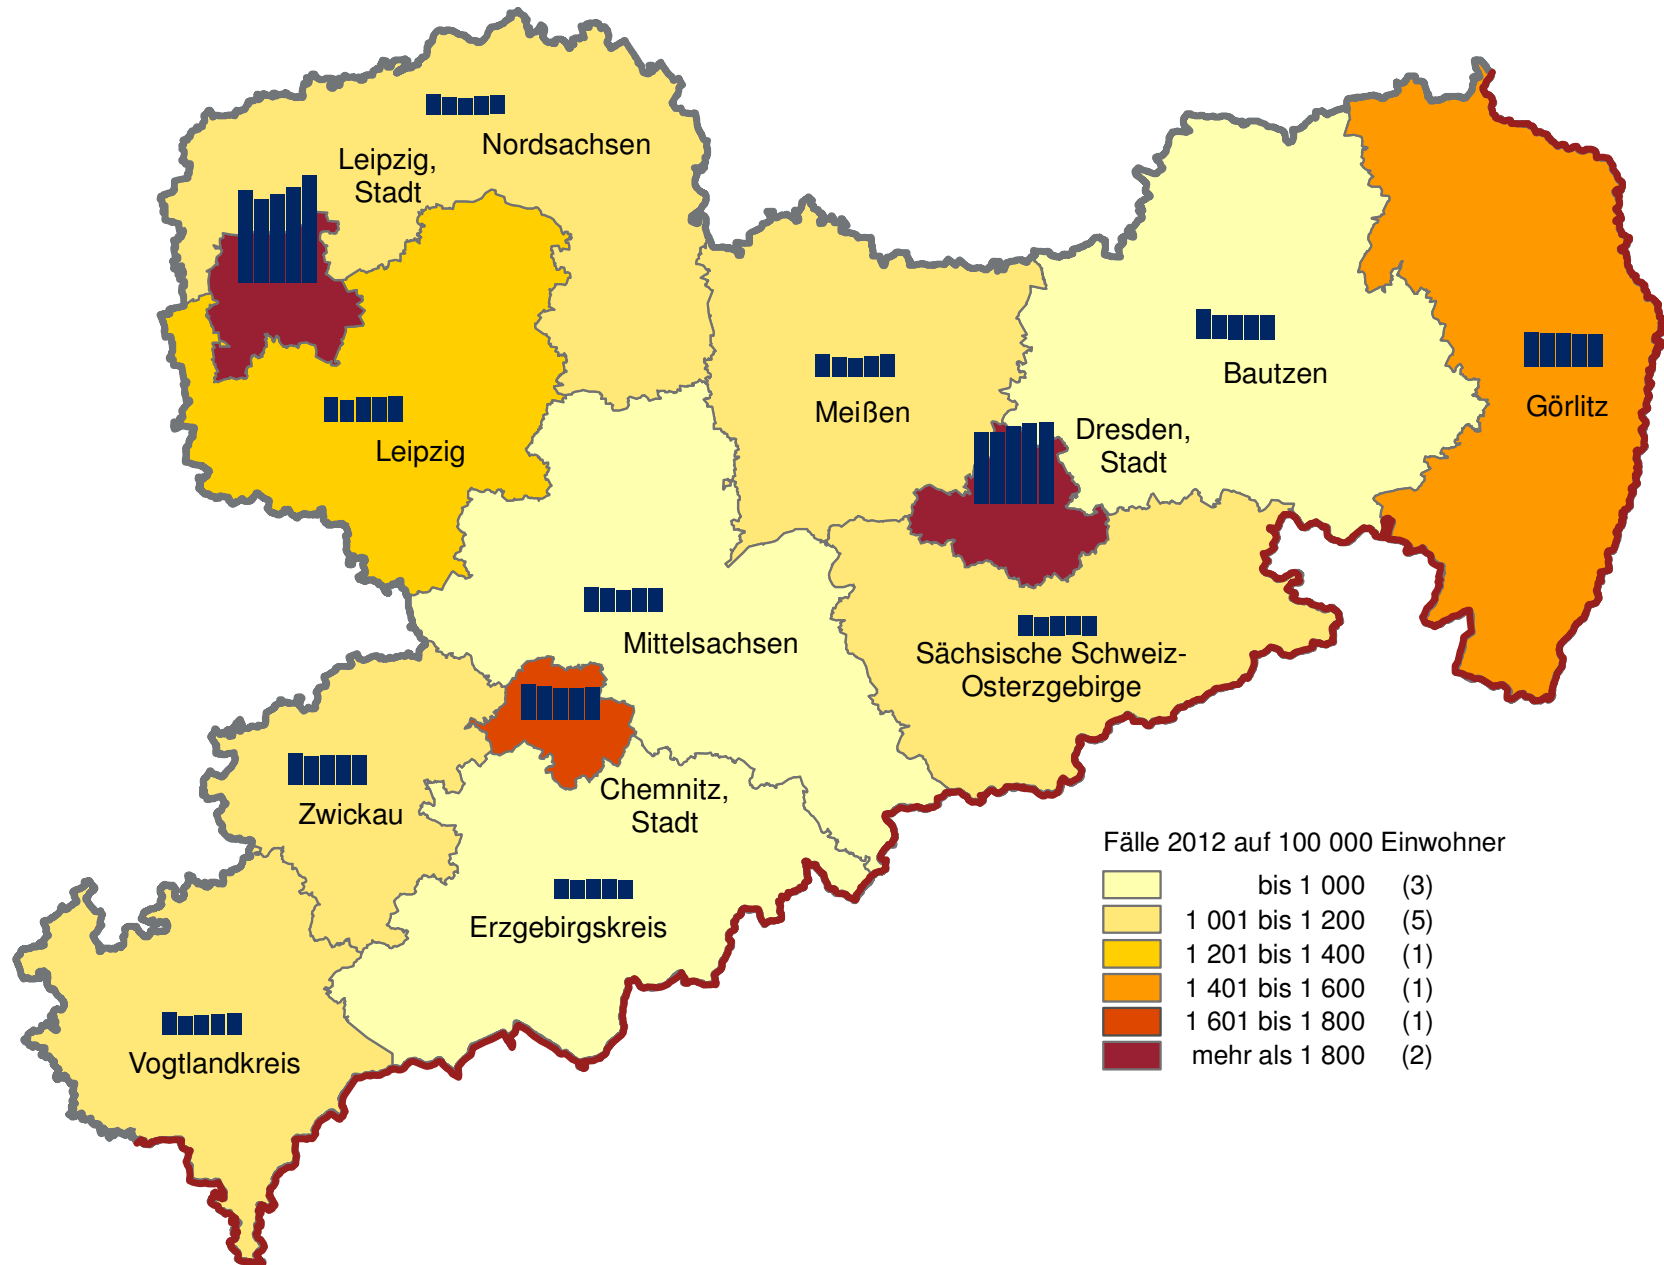 Nordsachsen
Leipzig,
Stadt
Bautzen
Görlitz
Meißen
Dresden,
Stadt
Leipzig
Mittelsachsen
Sächsische Schweiz-
Osterzgebirge
Chemnitz,
Stadt
Zwickau
Erzgebirgskreis
Vogtlandkreis
Fälle 2012 auf 100 000 Einwohner
bis 1 000 (3)
1 001 bis 1 200 (5)
1 201 bis 1 400 (1)
1 401 bis 1 600 (1)
1 601 bis 1 800 (1)
mehr als 1 800 (2)